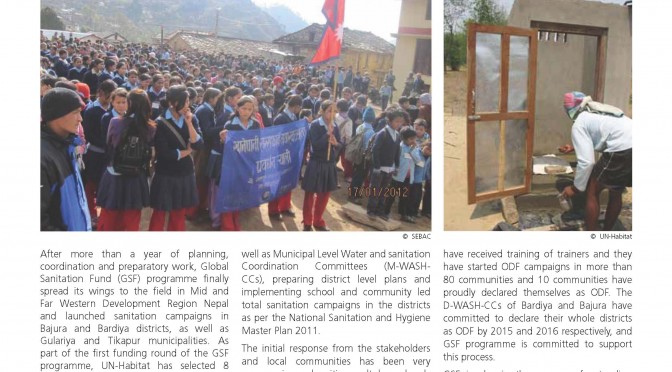 17/01/2012
© SEBAC
© UN-Habitat
After more than a year of planning,
coordination and preparatory work, Global
Sanitation Fund (GSF) programme finally
spread its wings to the field in Mid and
Far Western Development Region Nepal
and launched sanitation campaigns in
Bajura and Bardiya districts, as well as
Gulariya and Tikapur municipalities. As
part of the first funding round of the GSF
programme, UN-Habitat has selected 8
well as Municipal Level Water and sanitation
Coordination Committees (M-WASH-
CCs), preparing district level plans and
implementing school and community led
total sanitation campaigns in the districts
as per the National Sanitation and Hygiene
Master Plan 2011.
The initial response from the stakeholders
and local communities has been very
have received training of trainers and they
have started ODF campaigns in more than
80 communities and 10 communities have
proudly declared themselves as ODF. The
D-WASH-CCs of Bardiya and Bajura have
committed to declare their whole districts
as ODF by 2015 and 2016 respectively, and
GSF programme is committed to support
this process.